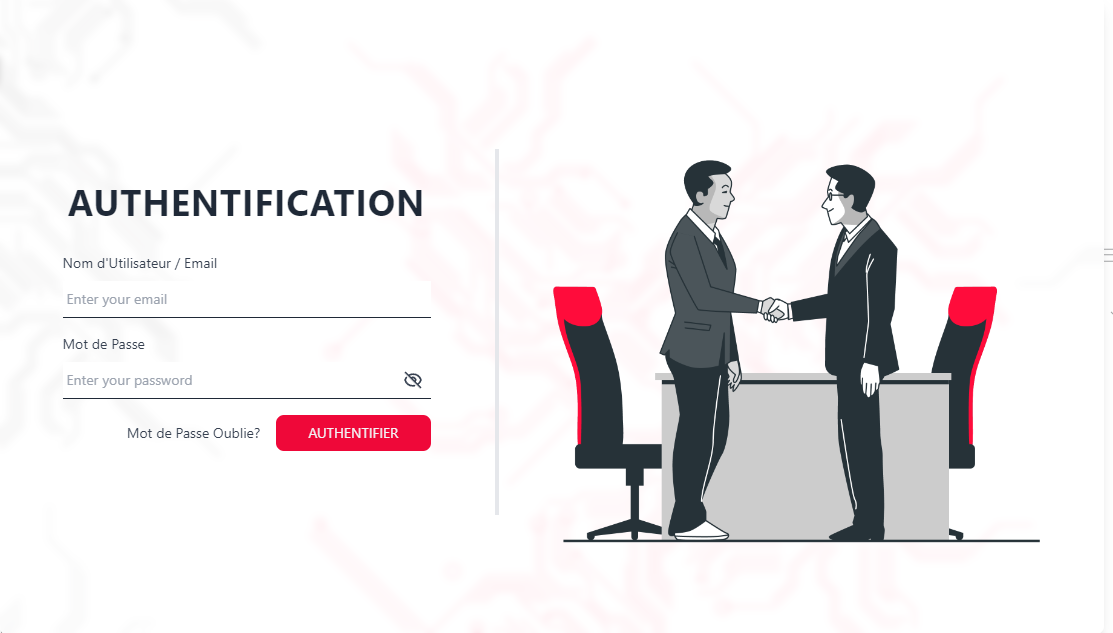 AUTHENTIFICATION
Nom d'Utilisateur / Email
Enter your email
Mot de Passe
Enter your password
Mot de Passe Oublie? AUTHENTIFIER